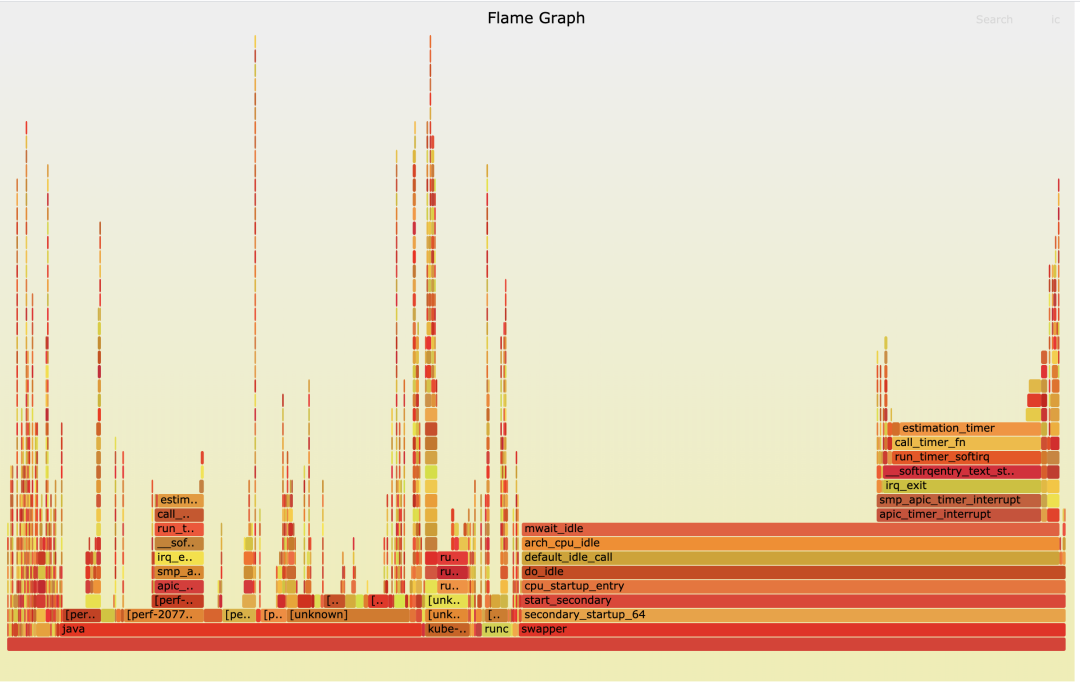 Flame Graph
Search ic
estimation_timer
call_timer_fn
run_timer_softirq
__softirqentry_text_st..
irq_exit
estim.. smp_apic_timer_interrupt
call_.. apic_timer_interrupt
run_t.. mwait_idle
__sof.. arch_cpu_idle
irq_e.. ru.. default_idle_call
smp_a.. ru.. do_idle
apic_.. ru.. cpu_startup_entry
[perf-.. [.. [.. [unk.. start_secondary
[per.. [perf-2077.. [pe.. [p.. [unknown] [unk.. [.. secondary_startup_64
java kube-.. runc swapper